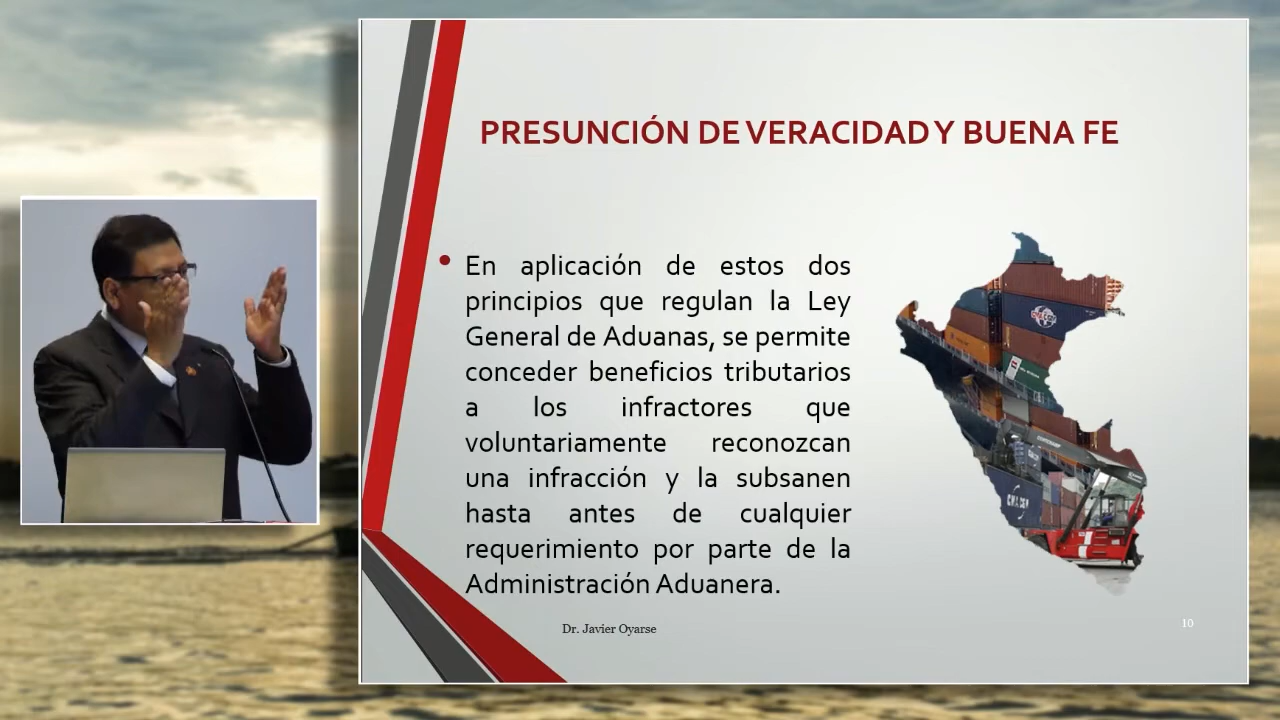 PRESUNCIÓN DE VERACIDAD Y BUENA FE
• En aplicación de estos dos
principios que regulan la Ley
General de Aduanas, se permite
conceder beneficios tributarios
a los infractores que
voluntariamente reconozcan
una infracción y la subsanen
hasta antes de cualquier
requerimiento por parte de la
Administración Aduanera.
Dr. Javier Oyarse
10